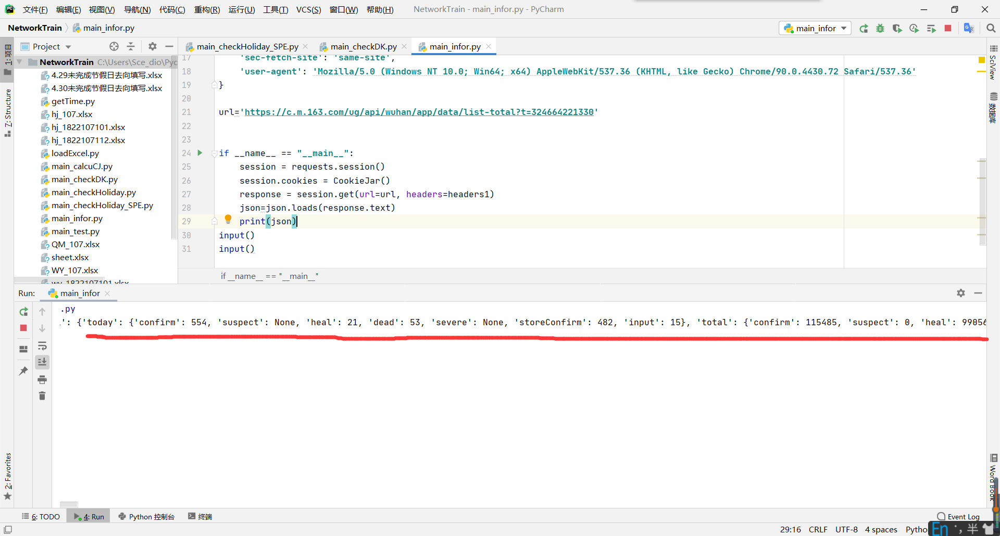 文件(F) 编辑(E) 视图(V) 导航(N) 代码(C) 重构(R) 运行(U) 工具(T) VCS(S) 窗口(W) 帮助(H) NetworkTrain - main_infor.py - PyCharm
NetworkTrain main_infor.py main_infor
1: 项目
Project
main_checkHoliday_SPE.py main_checkDK.py main_infor.py
NetworkTrain C:\Users\Sce_dio\Pyc
4.29未完成节假日去向填写.xlsx
4.30未完成节假日去向填写.xlsx
getTime.py
hj_107.xlsx
hj_1822107101.xlsx
hj_1822107112.xlsx
loadExcel.py
main_calcuCJ.py
main_checkDK.py
main_checkHoliday.py
main_checkHoliday_SPE.py
main_infor.py
main_test.py
QM_107.xlsx
sheet.xlsx
WY_107.xlsx
wy_1822107101.xlsx
7: Structure
17 'sec-fetch-site': 'same-site',
18 'user-agent': 'Mozilla/5.0 (Windows NT 10.0; Win64; x64) AppleWebKit/537.36 (KHTML, like Gecko) Chrome/90.0.4430.72 Safari/537.36'
19 }
20
21 url='https://c.m.163.com/ug/api/wuhan/app/data/list-total?t=324664221330'
22
23
24 if __name__ == "__main__":
25 session = requests.session()
26 session.cookies = CookieJar()
27 response = session.get(url=url, headers=headers1)
28 json=json.loads(response.text)
29 print(json)
30 input()
31 input()
if __name__ == "__main__"
SciView
数据库
Run: main_infor
.py
': {'today': {'confirm': 554, 'suspect': None, 'heal': 21, 'dead': 53, 'severe': None, 'storeConfirm': 482, 'input': 15}, 'total': {'confirm': 115485, 'suspect': 0, 'heal': 99056
2: Favorites
Word Book
6: TODO 4: Run Python 控制台 终端 Event Log
29:16 CRLF UTF-8 4 spaces Pytho
En 半